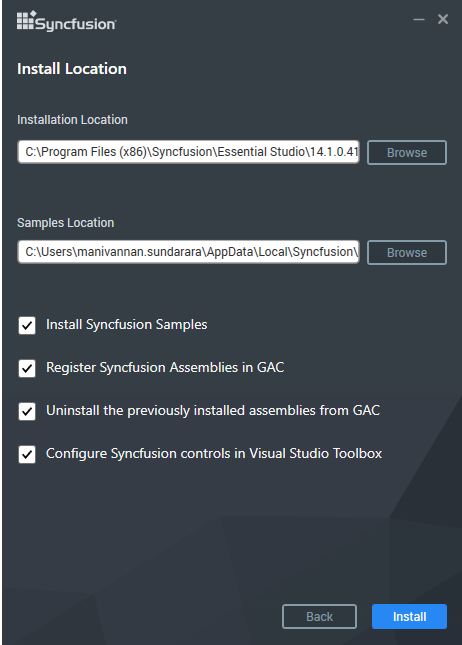 Syncfusion
Install Location
Installation Location
C:\Program Files (x86)\Syncfusion\Essential Studio\14.1.0.41
Browse
Samples Location
C:\Users\manivannan.sundarara\AppData\Local\Syncfusion\
Browse
Install Syncfusion Samples
Register Syncfusion Assemblies in GAC
Uninstall the previously installed assemblies from GAC
Configure Syncfusion controls in Visual Studio Toolbox
Back
Install